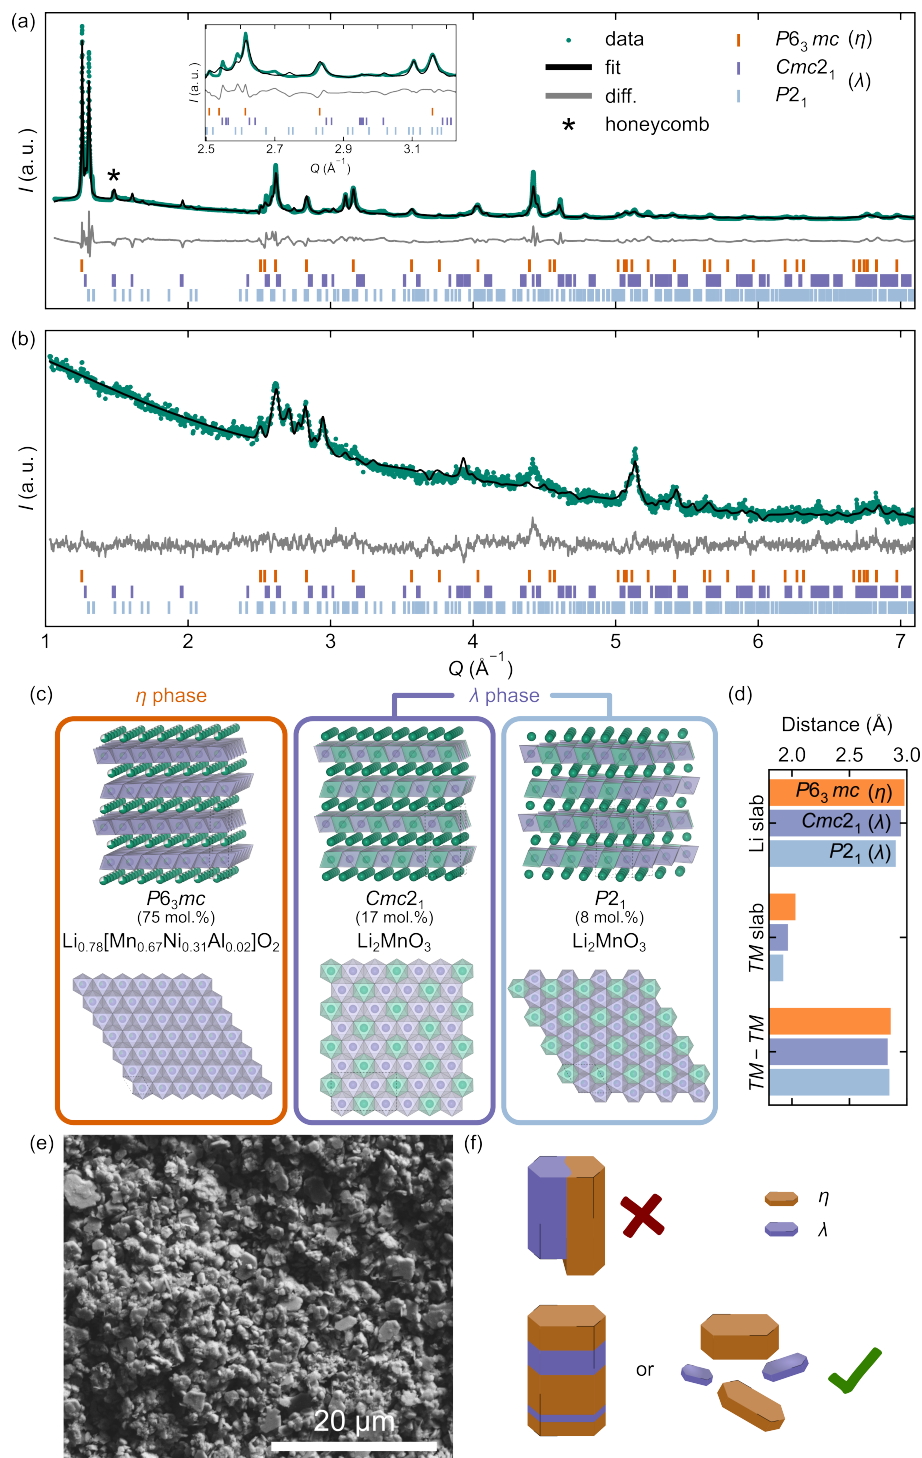 (a)
I (a. u.)
2.5 2.7 2.9 3.1
Q (Å⁻¹)
I (a. u.)
data
fit
diff.
* honeycomb
P6₃mc (η)
Cmc2₁
(λ)
P2₁
*
(b)
I (a. u.)
1 2 3 4 5 6 7
Q (Å⁻¹)
(c)
η phase
λ phase
P6₃mc
(75 mol.%)
Li₀.₇₈[Mn₀.₆₇Ni₀.₃₁Al₀.₀₂]O₂
Cmc2₁
(17 mol.%)
Li₂MnO₃
P2₁
(8 mol.%)
Li₂MnO₃
(d)
Distance (Å)
2.0 2.5 3.0
Li slab
P6₃mc (η)
Cmc2₁ (λ)
P2₁ (λ)
TM slab
TM – TM
(e)
20 µm
(f)
η
λ
or